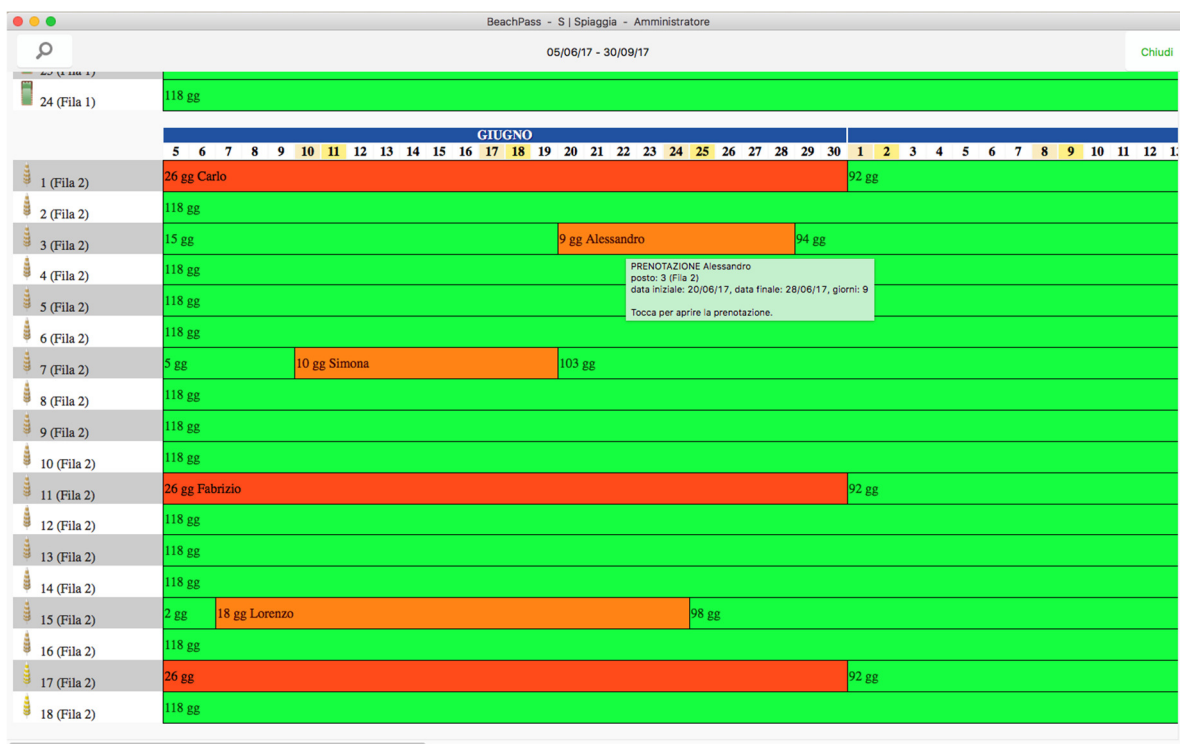 BeachPass - S | Spiaggia - Amministratore
05/06/17 - 30/09/17
Chiudi
24 (Fila 1) 118 gg
GIUGNO
5 6 7 8 9 10 11 12 13 14 15 16 17 18 19 20 21 22 23 24 25 26 27 28 29 30 1 2 3 4 5 6 7 8 9 10 11 12
1 (Fila 2) 26 gg Carlo 92 gg
2 (Fila 2) 118 gg
3 (Fila 2) 15 gg 9 gg Alessandro 94 gg
4 (Fila 2) 118 gg
PRENOTAZIONE Alessandro
posto: 3 (Fila 2)
data iniziale: 20/06/17, data finale: 28/06/17, giorni: 9
Tocca per aprire la prenotazione.
5 (Fila 2) 118 gg
6 (Fila 2) 118 gg
7 (Fila 2) 5 gg 10 gg Simona 103 gg
8 (Fila 2) 118 gg
9 (Fila 2) 118 gg
10 (Fila 2) 118 gg
11 (Fila 2) 26 gg Fabrizio 92 gg
12 (Fila 2) 118 gg
13 (Fila 2) 118 gg
14 (Fila 2) 118 gg
15 (Fila 2) 2 gg 18 gg Lorenzo 98 gg
16 (Fila 2) 118 gg
17 (Fila 2) 26 gg 92 gg
18 (Fila 2) 118 gg